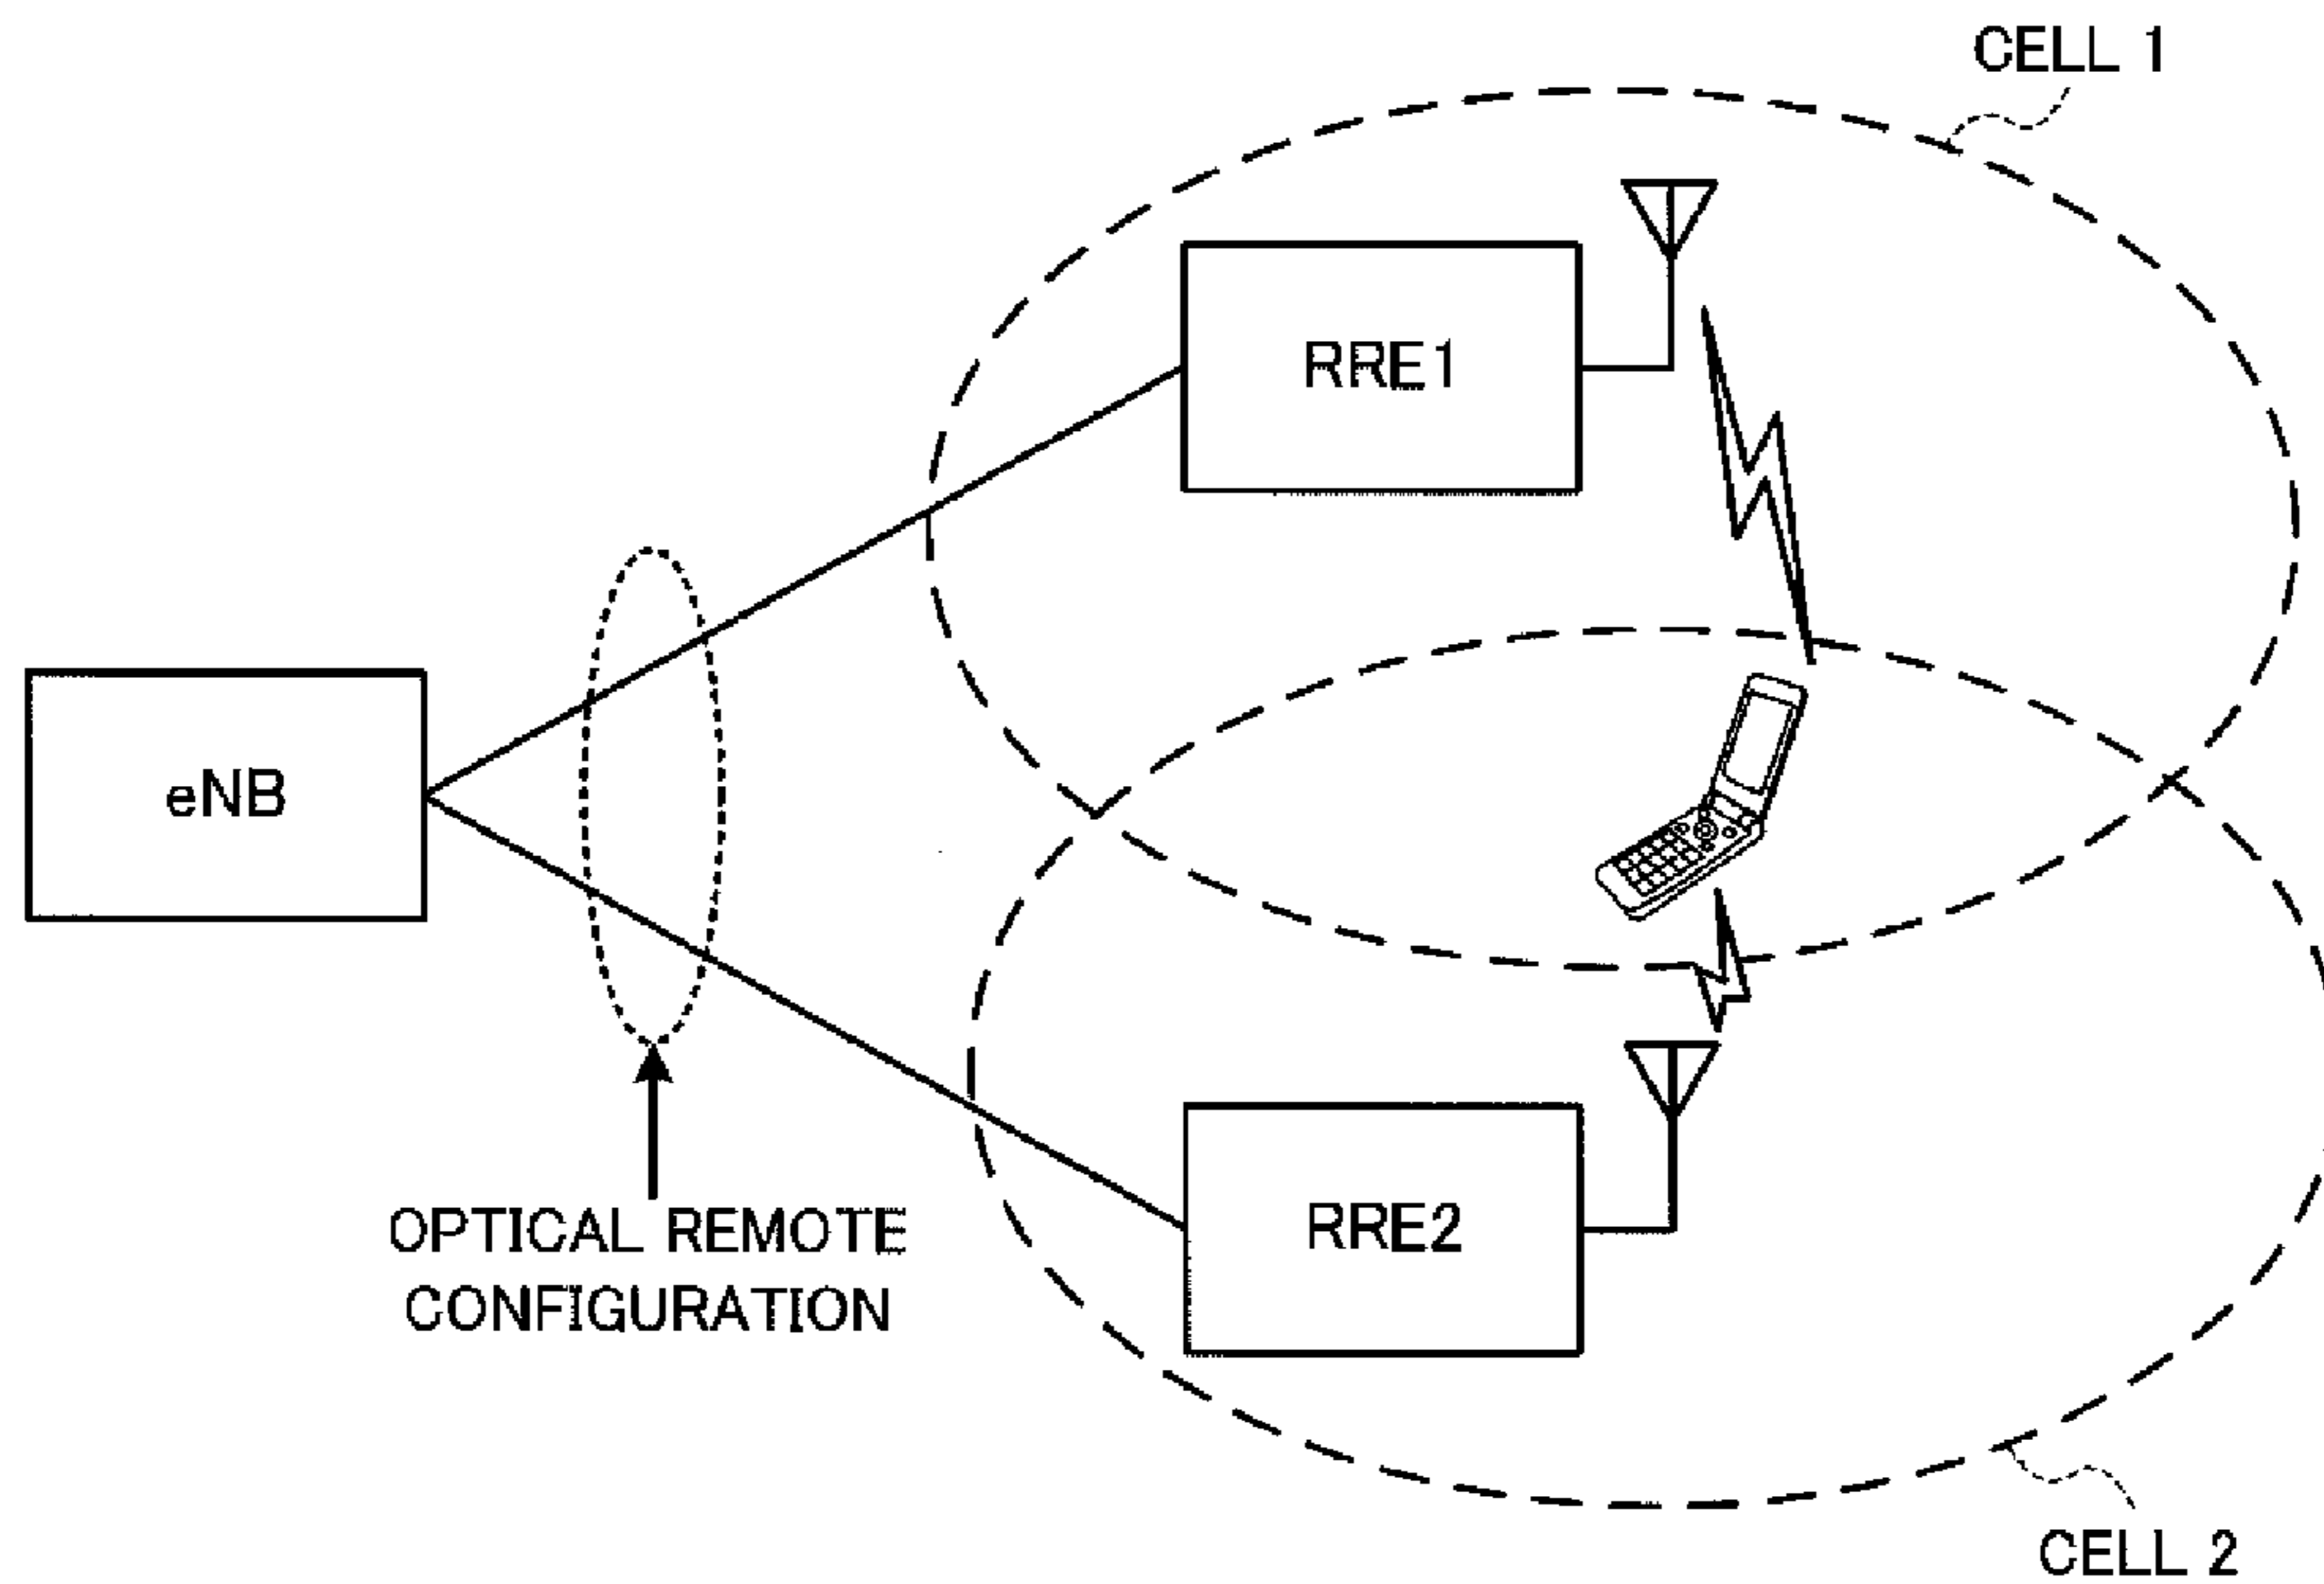 CELL 1
RRE1
eNB
OPTICAL REMOTE
CONFIGURATION
RRE2
CELL 2